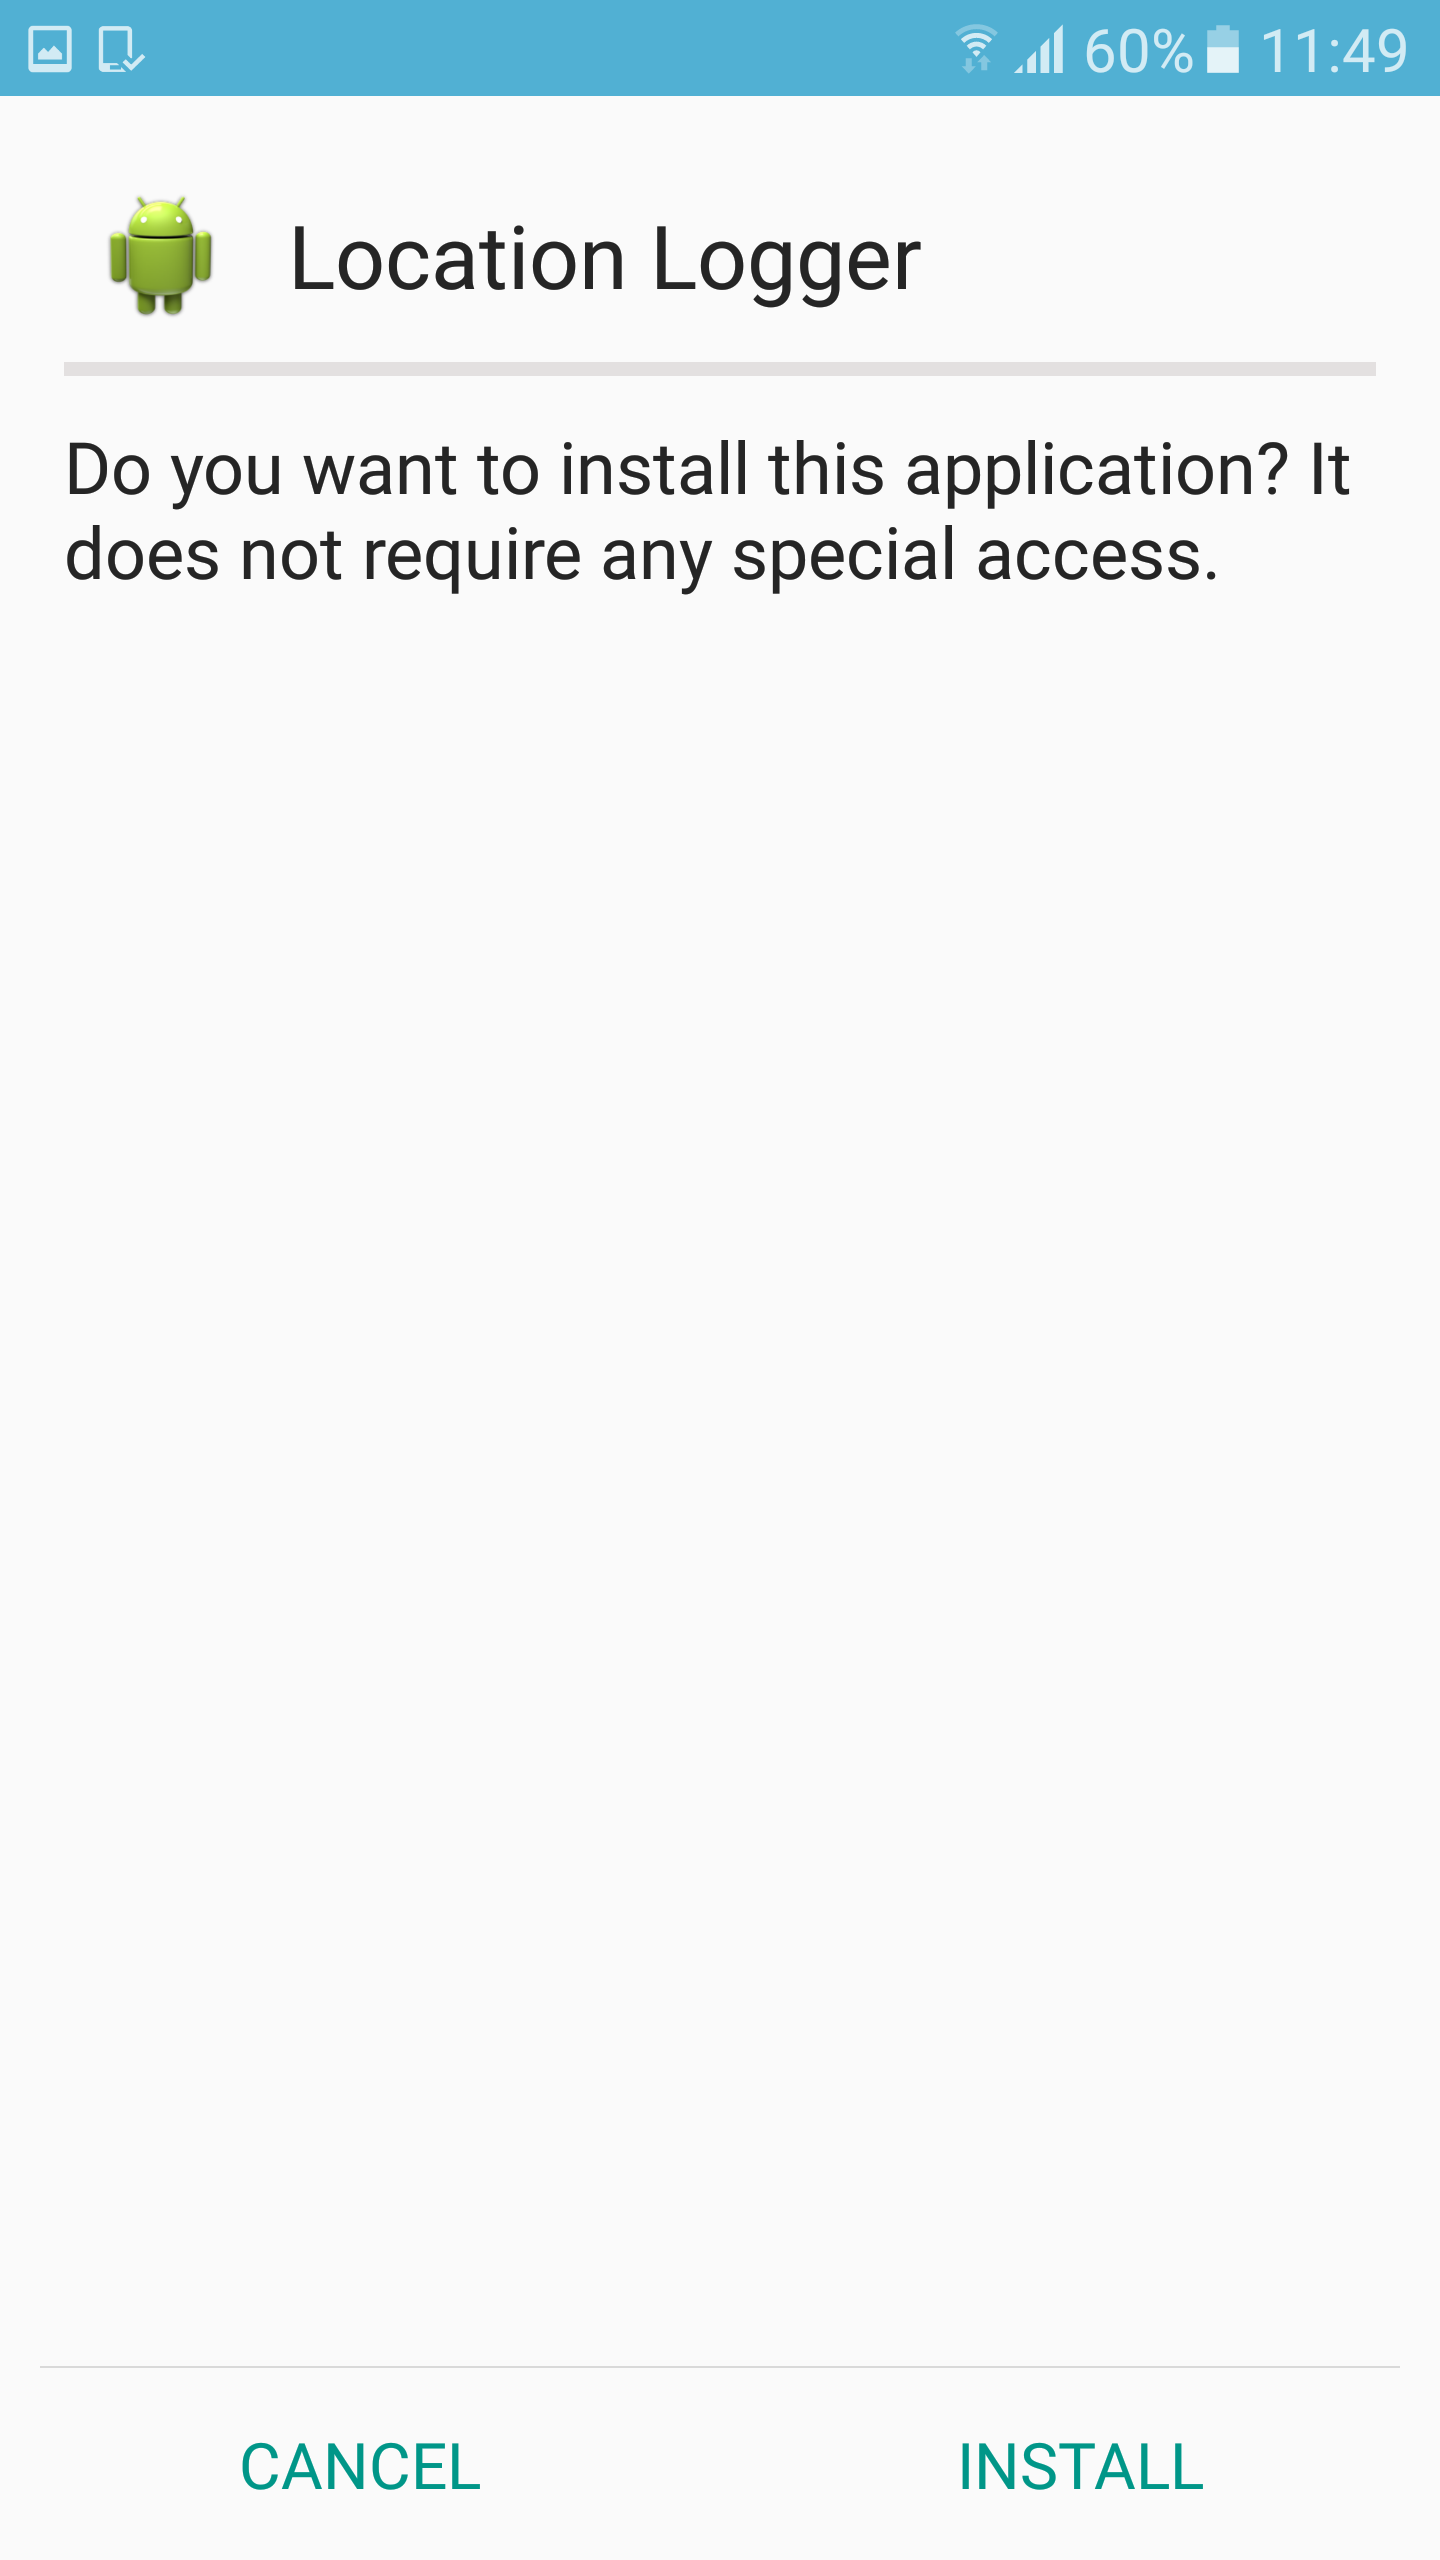 60% 11:49
Location Logger
Do you want to install this application? It
does not require any special access.
CANCEL INSTALL